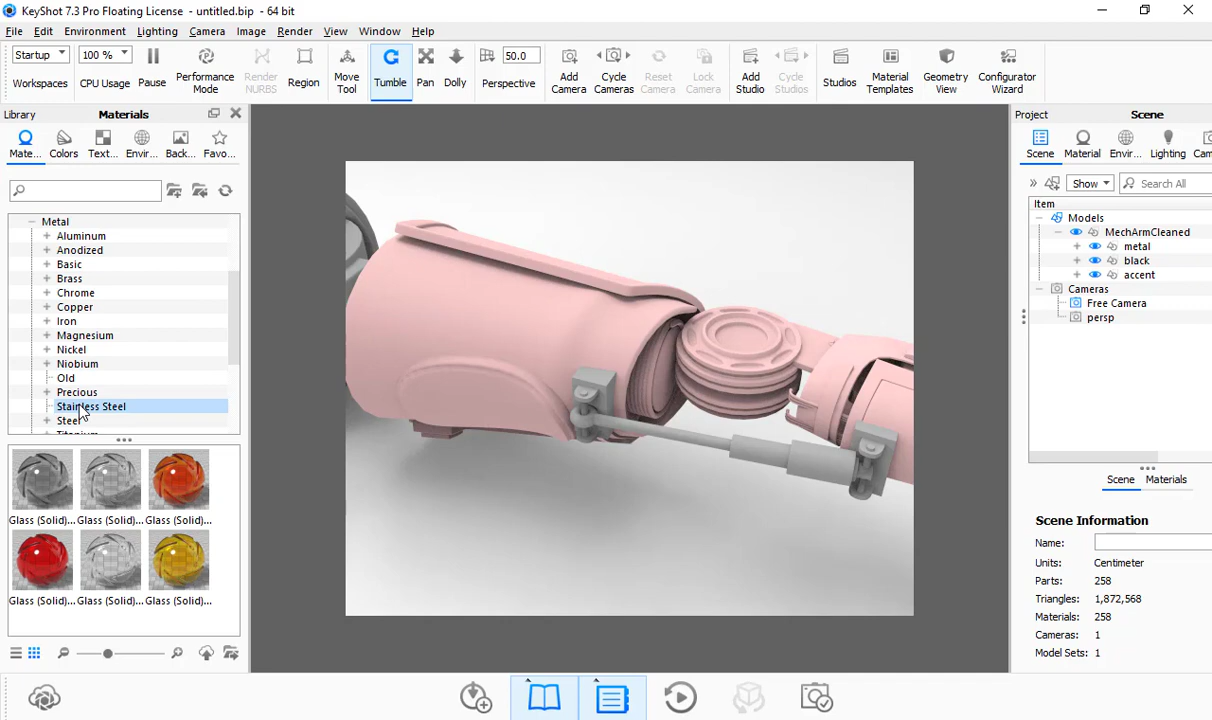 KeyShot 7.3 Pro Floating License - untitled.bip - 64 bit
File Edit Environment Lighting Camera Image Render View Window Help
Startup 100 % 50.0
Workspaces CPU Usage Pause Performance Mode Render NURBS Region Move Tool Tumble Pan Dolly Perspective Add Camera Cycle Cameras Reset Camera Lock Camera Add Studio Cycle Studios Studios Material Templates Geometry View Configurator Wizard
Library Materials
Mate... Colors Text... Envir... Back... Favo...
Metal
Aluminum
Anodized
Basic
Brass
Chrome
Copper
Iron
Magnesium
Nickel
Niobium
Old
Precious
Stainless Steel
Steel
Titanium
Glass (Solid)... Glass (Solid)... Glass (Solid)...
Glass (Solid)... Glass (Solid)... Glass (Solid)...
Project Scene
Scene Material Envir... Lighting Cam
Show Search All
Item
Models
MechArmCleaned
metal
black
accent
Cameras
Free Camera
persp
Scene Materials
Scene Information
Name:
Units: Centimeter
Parts: 258
Triangles: 1,872,568
Materials: 258
Cameras: 1
Model Sets: 1